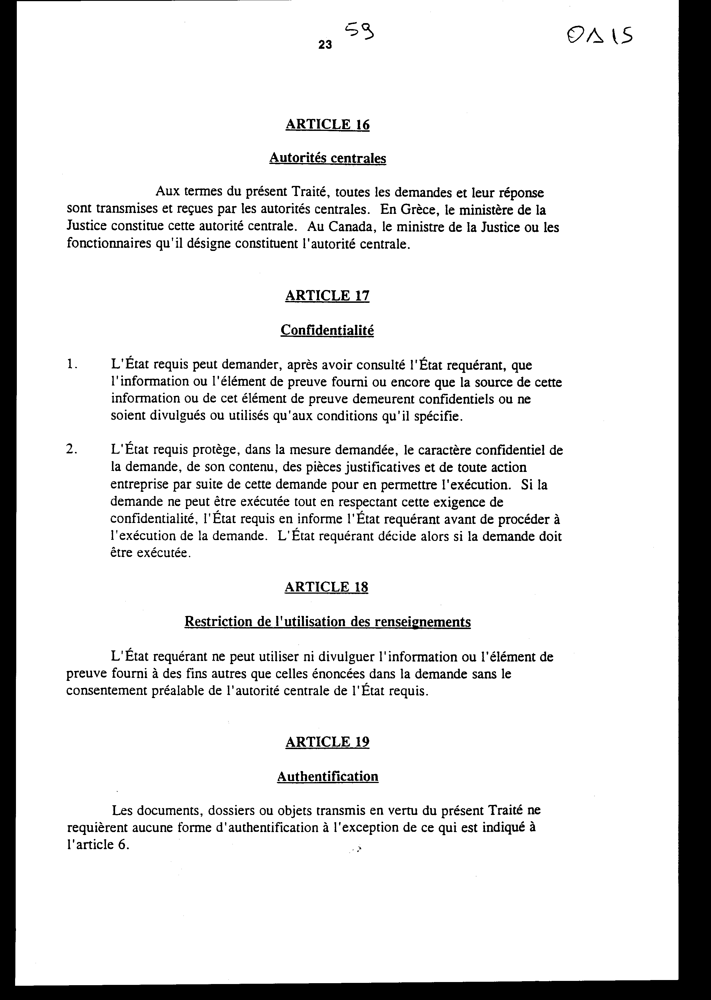 59
23
ΘΔ 15
ARTICLE 16
Autorités centrales
Aux termes du présent Traité, toutes les demandes et leur réponse
sont transmises et reçues par les autorités centrales. En Grèce, le ministère de la
Justice constitue cette autorité centrale. Au Canada, le ministre de la Justice ou les
fonctionnaires qu'il désigne constituent l'autorité centrale.
ARTICLE 17
Confidentialité
1. L'État requis peut demander, après avoir consulté l'État requérant, que
l'information ou l'élément de preuve fourni ou encore que la source de cette
information ou de cet élément de preuve demeurent confidentiels ou ne
soient divulgués ou utilisés qu'aux conditions qu'il spécifie.
2. L'État requis protège, dans la mesure demandée, le caractère confidentiel de
la demande, de son contenu, des pièces justificatives et de toute action
entreprise par suite de cette demande pour en permettre l'exécution. Si la
demande ne peut être exécutée tout en respectant cette exigence de
confidentialité, l'État requis en informe l'État requérant avant de procéder à
l'exécution de la demande. L'État requérant décide alors si la demande doit
être exécutée.
ARTICLE 18
Restriction de l'utilisation des renseignements
L'État requérant ne peut utiliser ni divulguer l'information ou l'élément de
preuve fourni à des fins autres que celles énoncées dans la demande sans le
consentement préalable de l'autorité centrale de l'État requis.
ARTICLE 19
Authentification
Les documents, dossiers ou objets transmis en vertu du présent Traité ne
requièrent aucune forme d'authentification à l'exception de ce qui est indiqué à
l'article 6.